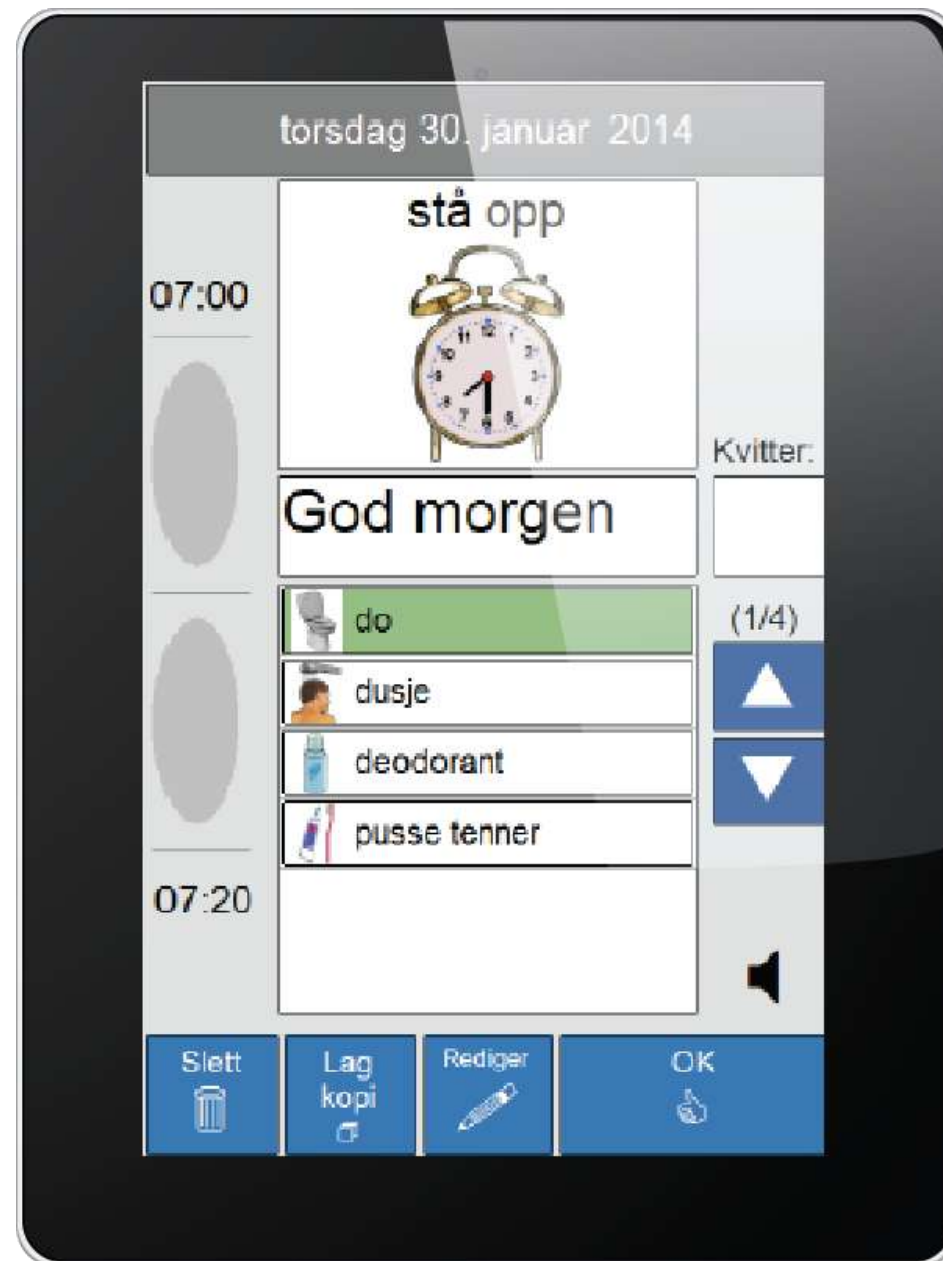 torsdag 30. januar 2014
stå opp
07:00
Kvitter:
God morgen
do
(1/4)
dusje
deodorant
pusse tenner
07:20
Slett
Lag
kopi
Rediger
OK